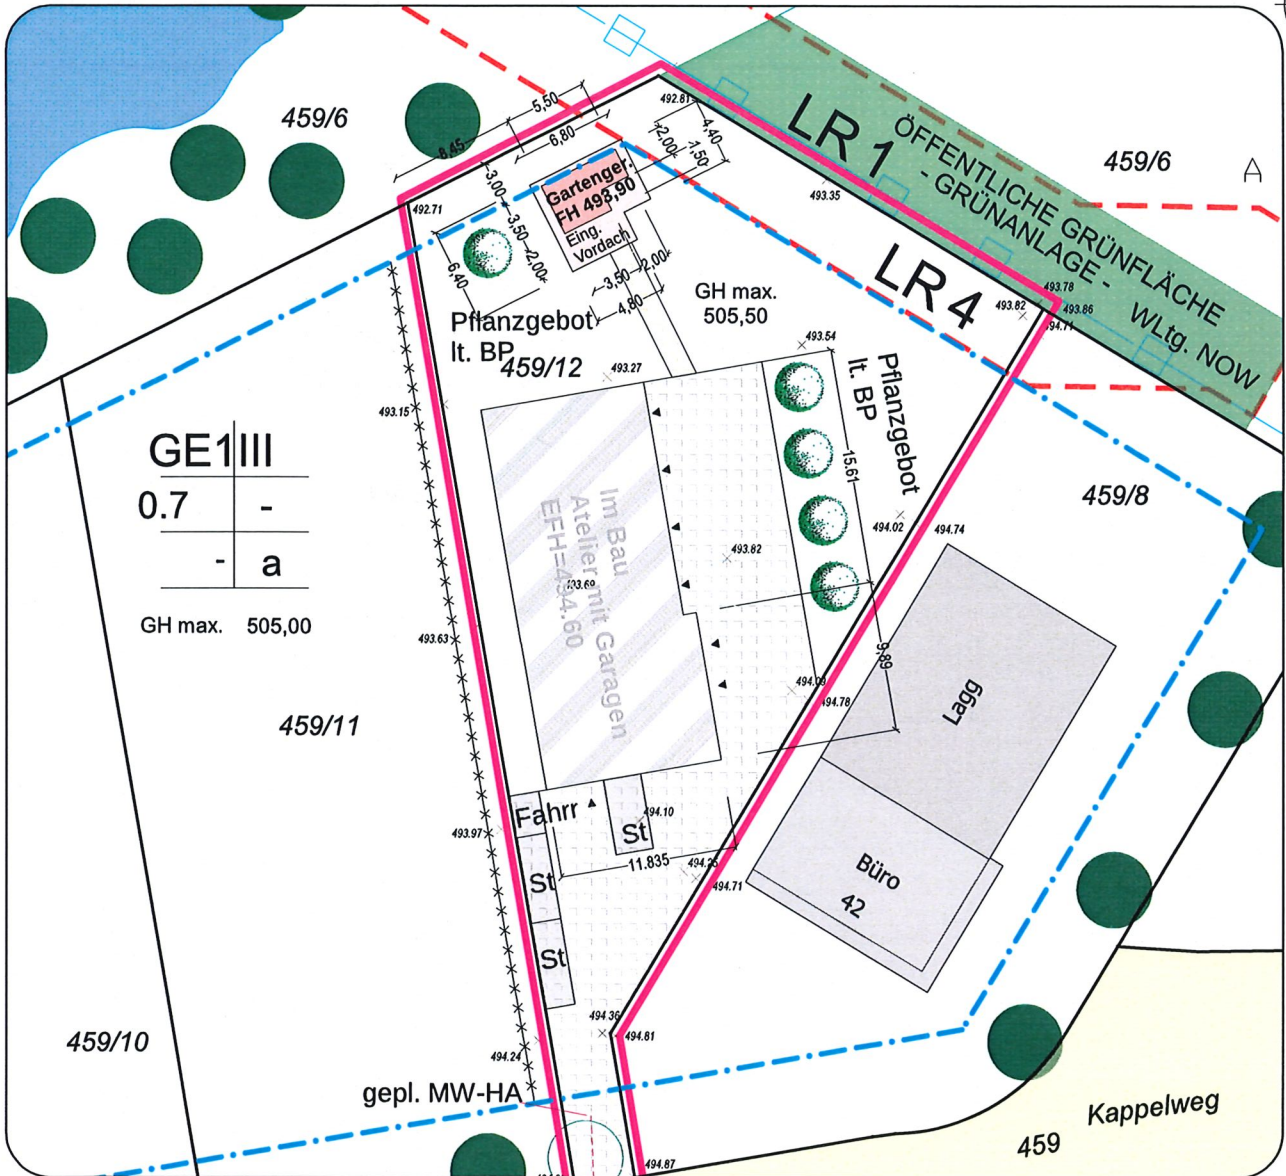 459/6
5,50
8,45
6,80
492.81
4,40
2,00
1,50
LR 1
ÖFFENTLICHE GRÜNFLÄCHE
- GRÜNANLAGE -
WLtg. NOW
459/6
A
493.35
492.71
3,00
3,50
2,00
6,40
Gartenger.
FH 493,90
Eing.
Vordach
3,50
2,00
4,80
LR 4
493.78
493.82
493.86
GH max.
505,50
Pflanzgebot
lt. BP
459/12
493.27
493.54
Pflanzgebot
lt. BP
15.61
493.15
GE1 III
0.7 -
- a
GH max. 505,00
459/8
494.02
494.74
Im Bau
Atelier mit Garagen
EFH=494.60
493.82
493.63
9,89
494.78
Lagg
459/11
Fahrr
494.10
St
493.97
11.835
494.25
494.71
St
Büro
42
St
494.36
494.81
459/10
494.24
gepl. MW-HA
Kappelweg
459
494.87